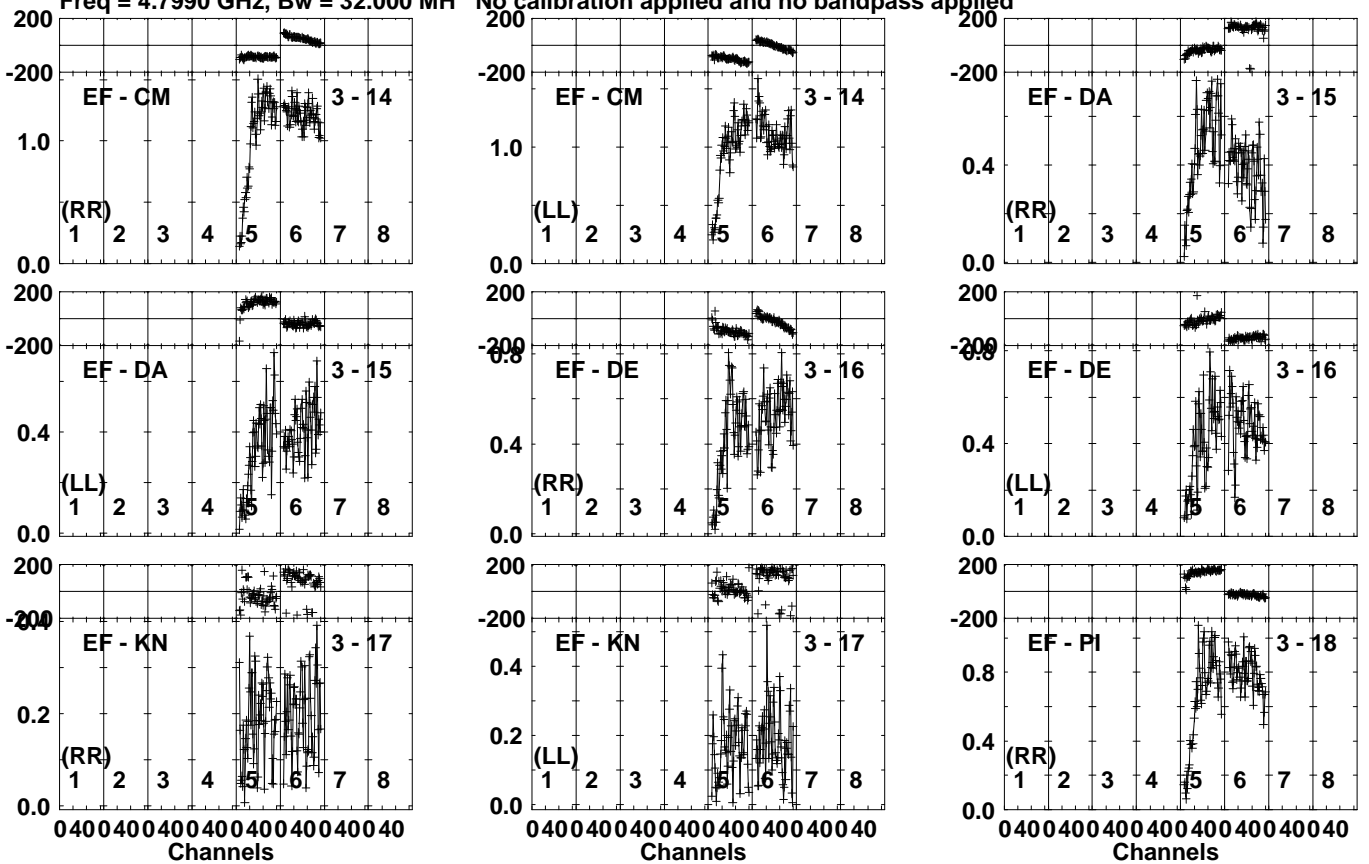 Freq = 4.7990 GHz, Bw = 32.000 MH No calibration applied and no bandpass applied
200
-200
EF - CM 3 - 14
1.0
(RR)
1 2 3 4 5 6 7 8
0.0
200
-200
EF - CM 3 - 14
1.0
(LL)
1 2 3 4 5 6 7 8
0.0
200
-200
EF - DA 3 - 15
0.4
(RR)
1 2 3 4 5 6 7 8
0.0
200
-200
EF - DA 3 - 15
0.4
(LL)
1 2 3 4 5 6 7 8
0.0
200
-200
0.8
EF - DE 3 - 16
0.4
(RR)
1 2 3 4 5 6 7 8
0.0
200
-200
0.8
EF - DE 3 - 16
0.4
(LL)
1 2 3 4 5 6 7 8
0.0
200
-200
0.4
EF - KN 3 - 17
0.2
(RR)
1 2 3 4 5 6 7 8
0.0
0 40 0 40 0 40 0 40 0 40 0 40 0 40 0 40
Channels
200
-200
EF - KN 3 - 17
0.4
0.2
(LL)
1 2 3 4 5 6 7 8
0.0
0 40 0 40 0 40 0 40 0 40 0 40 0 40 0 40
Channels
200
-200
EF - PI 3 - 18
0.8
0.4
(RR)
1 2 3 4 5 6 7 8
0.0
0 40 0 40 0 40 0 40 0 40 0 40 0 40 0 40
Channels